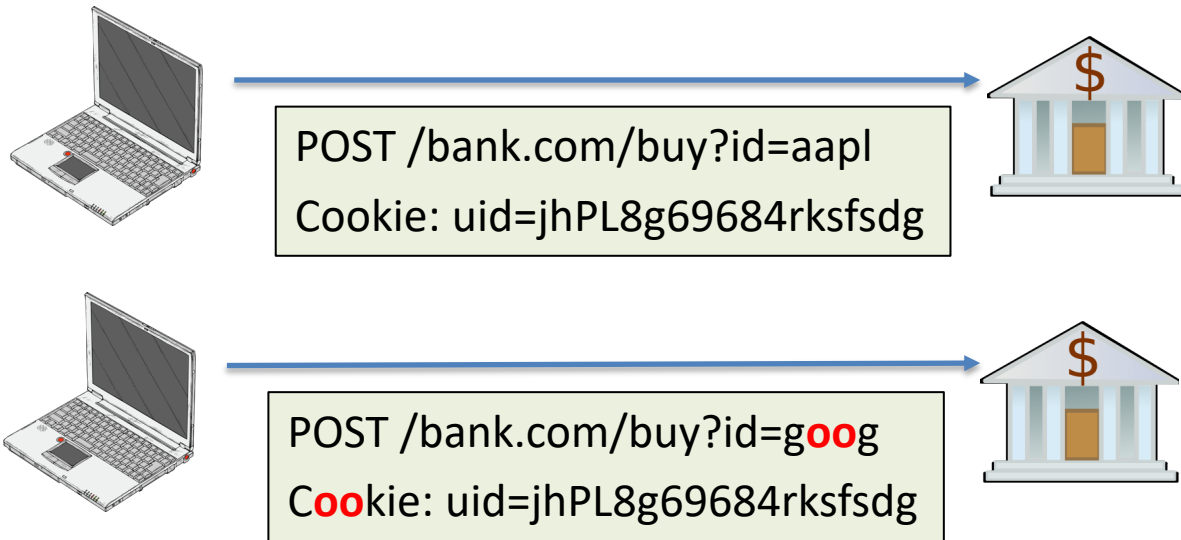 $
POST /bank.com/buy?id=aapl
Cookie: uid=jhPL8g69684rksfsdg
$
POST /bank.com/buy?id=goog
Cookie: uid=jhPL8g69684rksfsdg